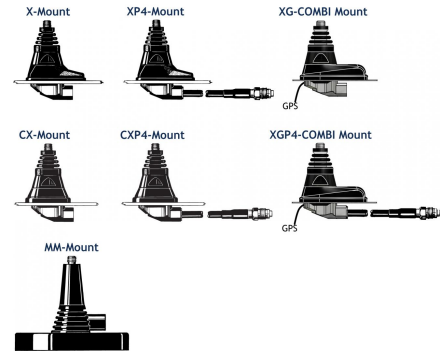 X-Mount
XP4-Mount
XG-COMBI Mount
GPS
CX-Mount
CXP4-Mount
XGP4-COMBI Mount
GPS
MM-Mount